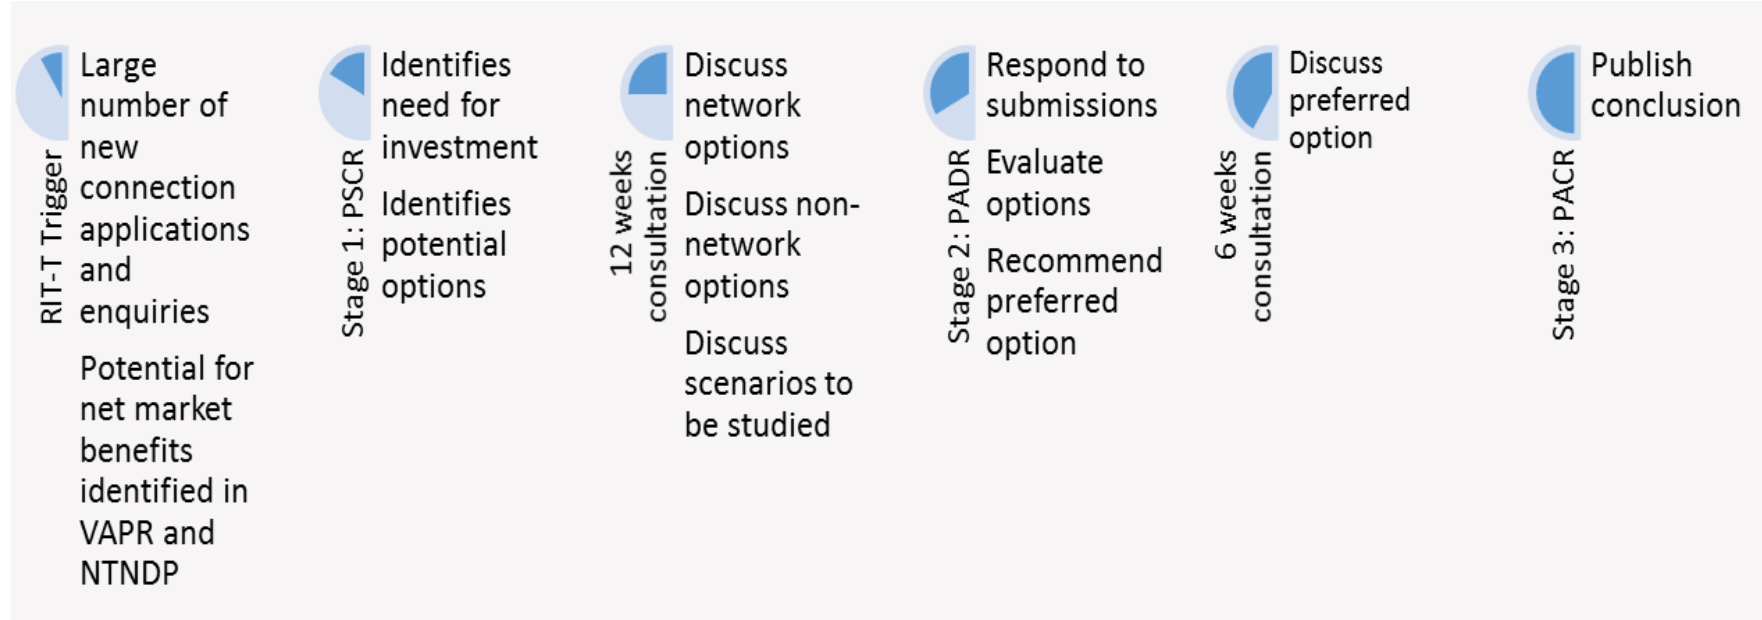 RIT-T Trigger
Large
number of
new
connection
applications
and
enquiries
Potential for
net market
benefits
identified in
VAPR and
NTNDP
Stage 1: PSCR
Identifies
need for
investment
Identifies
potential
options
12 weeks
consultation
Discuss
network
options
Discuss non-
network
options
Discuss
scenarios to
be studied
Stage 2: PADR
Respond to
submissions
Evaluate
options
Recommend
preferred
option
6 weeks
consultation
Discuss
preferred
option
Stage 3: PACR
Publish
conclusion